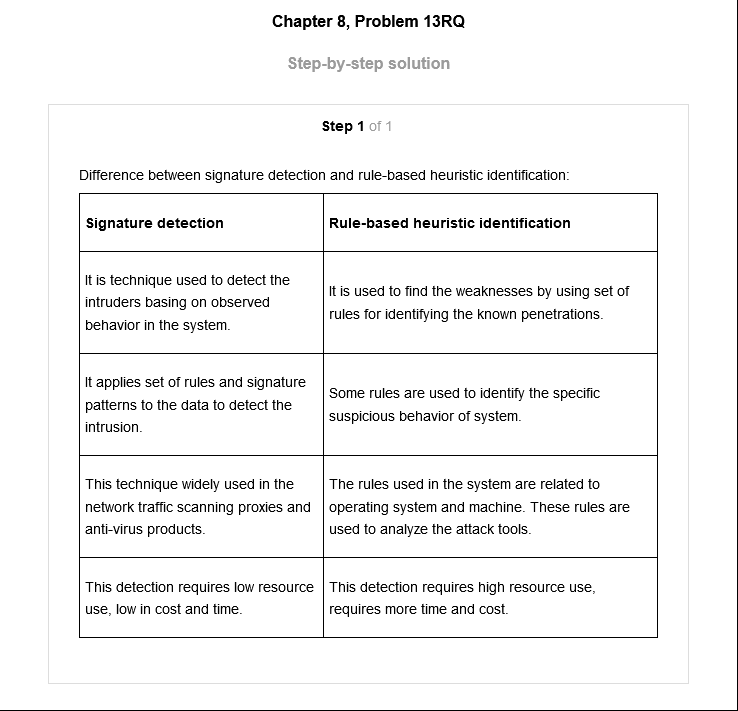 Chapter 8, Problem 13RQ
Step-by-step solution
Step 1 of 1
Difference between signature detection and rule-based heuristic identification:
Signature detection
Rule-based heuristic identification
It is technique used to detect the
intruders basing on observed
behavior in the system.
It is used to find the weaknesses by using set of
rules for identifying the known penetrations.
It applies set of rules and signature
patterns to the data to detect the
intrusion.
Some rules are used to identify the specific
suspicious behavior of system.
This technique widely used in the
network traffic scanning proxies and
anti-virus products.
The rules used in the system are related to
operating system and machine. These rules are
used to analyze the attack tools.
This detection requires low resource
use, low in cost and time.
This detection requires high resource use,
requires more time and cost.